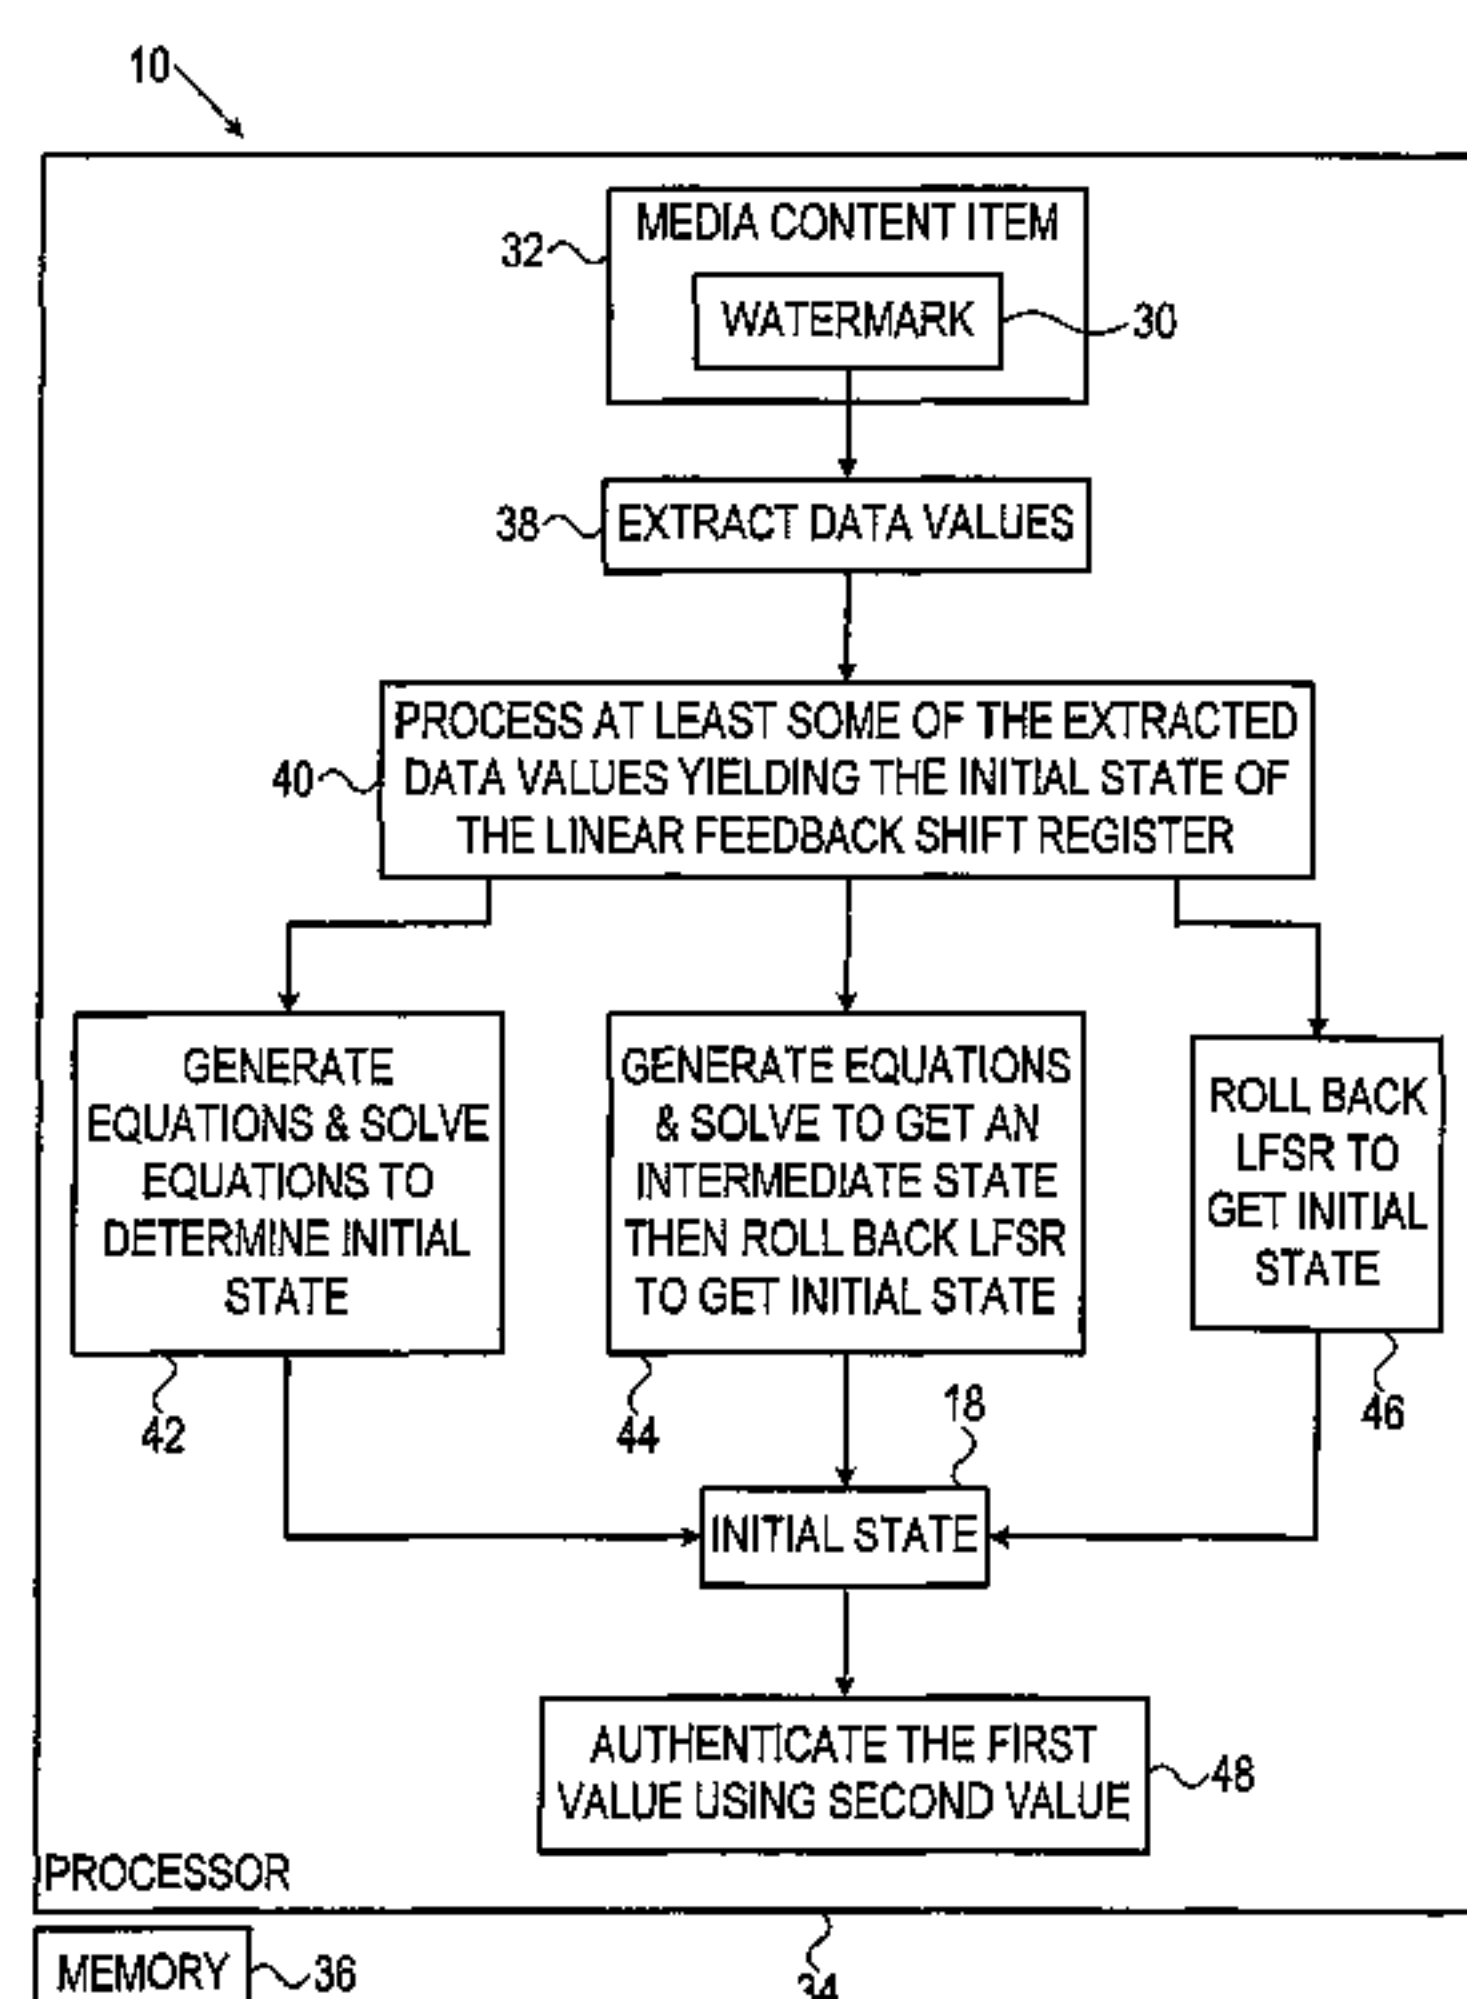 10
MEDIA CONTENT ITEM
32
WATERMARK
30
38
EXTRACT DATA VALUES
PROCESS AT LEAST SOME OF THE EXTRACTED
40
DATA VALUES YIELDING THE INITIAL STATE OF
THE LINEAR FEEDBACK SHIFT REGISTER
GENERATE
EQUATIONS & SOLVE
EQUATIONS TO
DETERMINE INITIAL
STATE
42
GENERATE EQUATIONS
& SOLVE TO GET AN
INTERMEDIATE STATE
THEN ROLL BACK LFSR
TO GET INITIAL STATE
44
ROLL BACK
LFSR TO
GET INITIAL
STATE
46
18
INITIAL STATE
AUTHENTICATE THE FIRST
VALUE USING SECOND VALUE
48
PROCESSOR
34
MEMORY
36